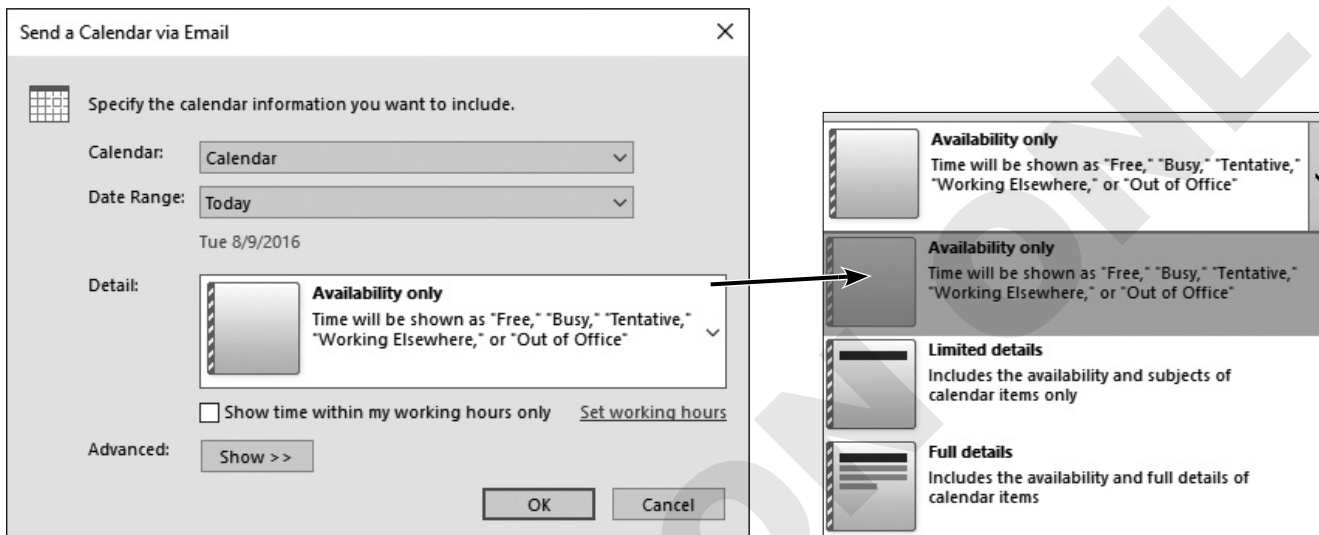 Send a Calendar via Email
Specify the calendar information you want to include.
Calendar:
Calendar
Date Range:
Today
Tue 8/9/2016
Detail:
Availability only
Time will be shown as "Free," "Busy," "Tentative,"
"Working Elsewhere," or "Out of Office"
Show time within my working hours only
Set working hours
Advanced:
Show >>
OK
Cancel
Availability only
Time will be shown as "Free," "Busy," "Tentative,"
"Working Elsewhere," or "Out of Office"
Availability only
Time will be shown as "Free," "Busy," "Tentative,"
"Working Elsewhere," or "Out of Office"
Limited details
Includes the availability and subjects of
calendar items only
Full details
Includes the availability and full details of
calendar items